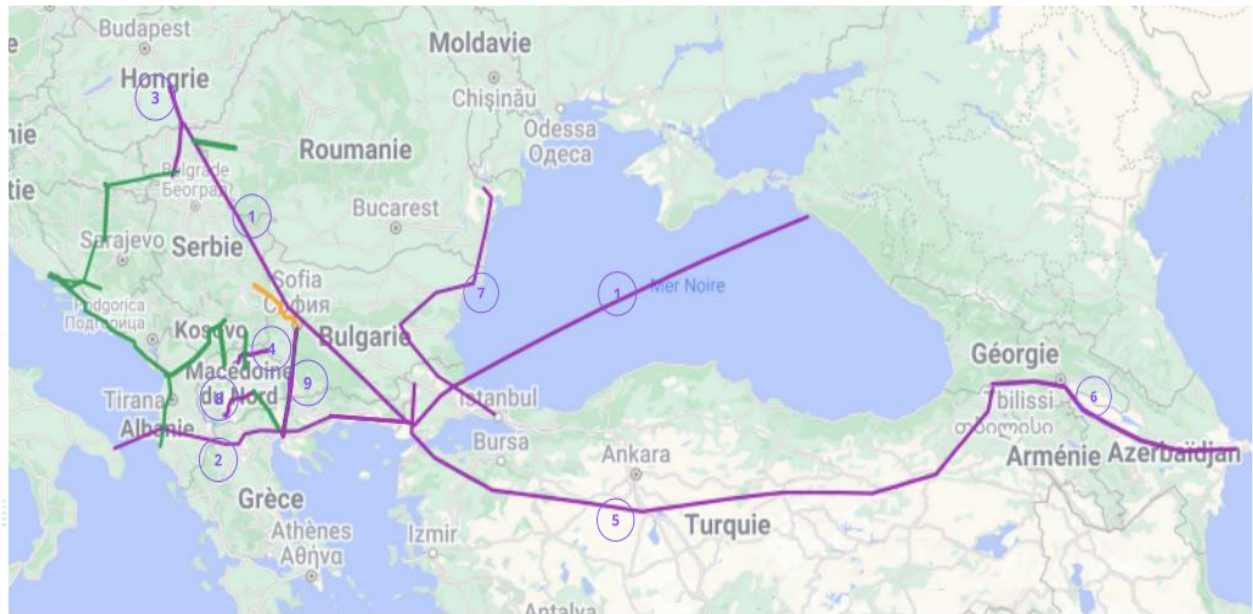 Budapest
Moldavie
Hongrie
3
Chișinău
Odessa
Одеса
Roumanie
Belgrade
Београд
1
Bucarest
Sarajevo
Serbie
Sofia
София
7
1
Mer Noire
Podgorica
Подгорица
Kosovo
Bulgarie
4
Géorgie
Macédoine
du Nord
9
8
Tirana
Istanbul
Tbilissi
თბილისი
6
Albanie
2
Bursa
Ankara
Arménie
Azerbaïdjan
Grèce
5
Turquie
Athènes
Αθήνα
Izmir
Antalya